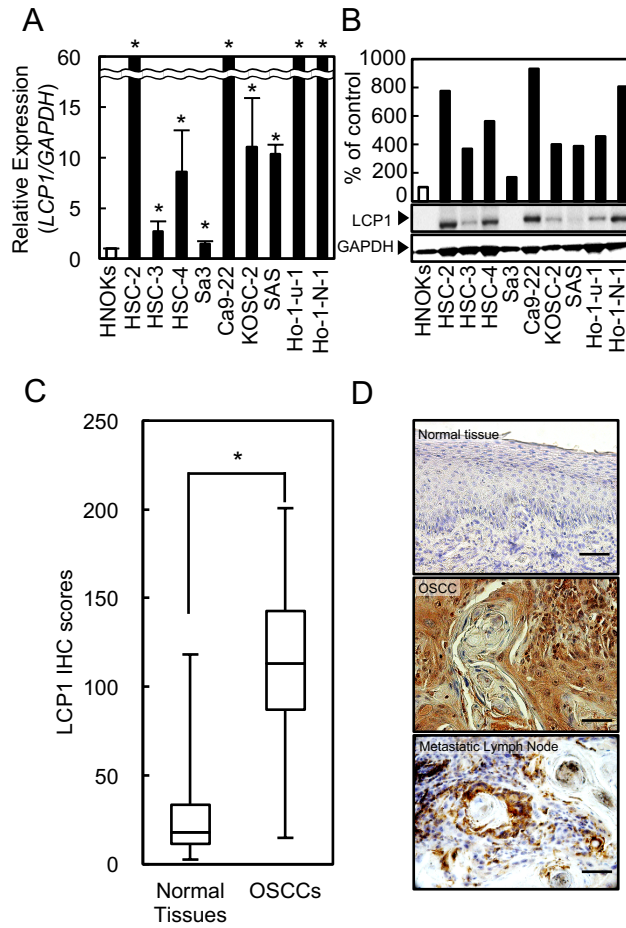 A
Relative Expression
(LCP1/GAPDH)
60
15
10
5
0
* * * * * * * * *
HNOKs
HSC-2
HSC-3
HSC-4
Sa3
Ca9-22
KOSC-2
SAS
Ho-1-u-1
Ho-1-N-1
B
% of control
1000
800
600
400
200
0
LCP1
GAPDH
HNOKs
HSC-2
HSC-3
HSC-4
Sa3
Ca9-22
KOSC-2
SAS
Ho-1-u-1
Ho-1-N-1
C
LCP1 IHC scores
250
200
150
100
50
0
*
Normal
Tissues
OSCCs
D
Normal tissue
OSCC
Metastatic Lymph Node